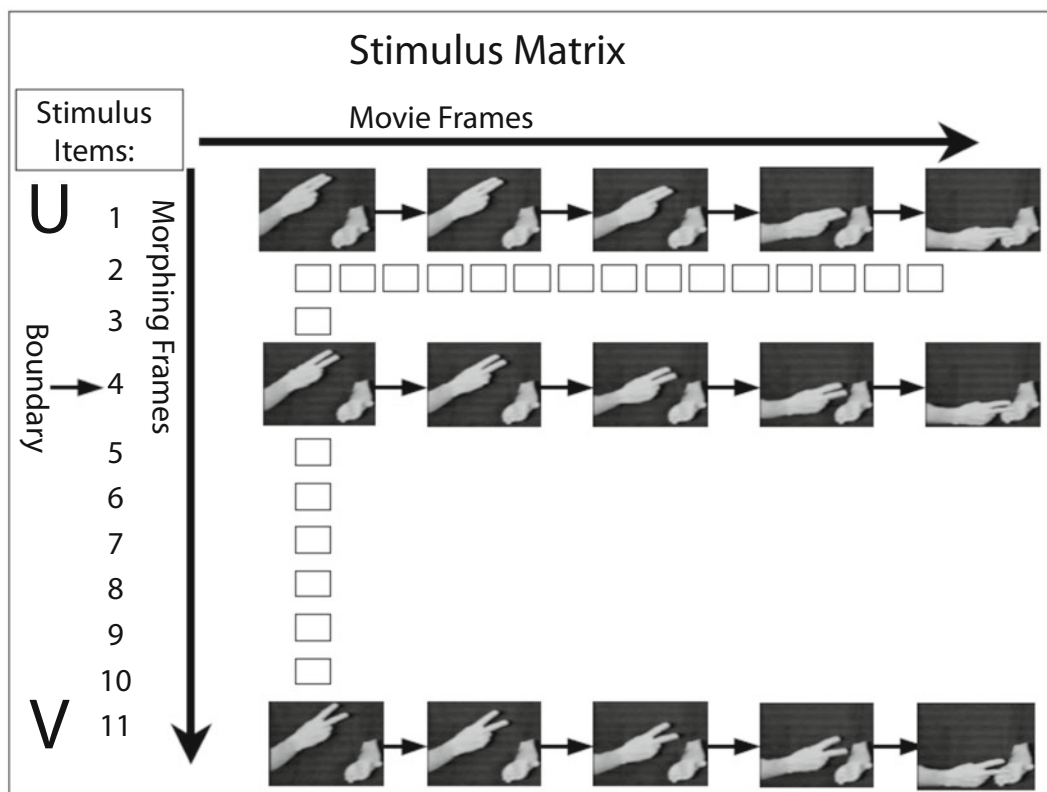 Stimulus Matrix
Stimulus
Items:
Movie Frames
U
1
2
3
4
5
6
7
8
9
10
11
V
Boundary
Morphing Frames